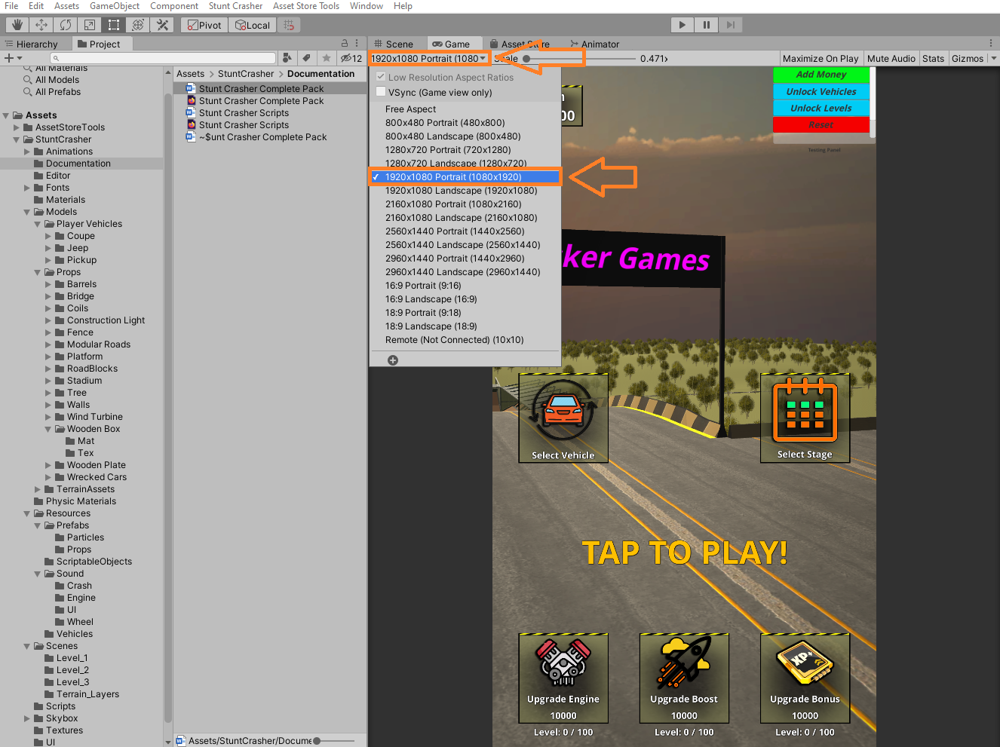 File Edit Assets GameObject Component Stunt Crasher Asset Store Tools Window Help
Pivot Local
Hierarchy Project
12
All Materials
All Models
All Prefabs
Assets
AssetStoreTools
StuntCrasher
Animations
Documentation
Editor
Fonts
Materials
Models
Player Vehicles
Coupe
Jeep
Pickup
Props
Barrels
Bridge
Coils
Construction Light
Fence
Modular Roads
Platform
RoadBlocks
Stadium
Tree
Walls
Wind Turbine
Wooden Box
Mat
Tex
Wooden Plate
Wrecked Cars
TerrainAssets
Physic Materials
Resources
Prefabs
Particles
Props
ScriptableObjects
Sound
Crash
Engine
UI
Wheel
Vehicles
Scenes
Level_1
Level_2
Level_3
Terrain_Layers
Scripts
Skybox
Textures
UI
Assets > StuntCrasher > Documentation
Stunt Crasher Complete Pack
Stunt Crasher Complete Pack
Stunt Crasher Scripts
Stunt Crasher Scripts
~$unt Crasher Complete Pack
Assets/StuntCrasher/Docume
Scene Game Asset Store Animator
1920x1080 Portrait (1080 Scale 0.471x Maximize On Play Mute Audio Stats Gizmos
Low Resolution Aspect Ratios
VSync (Game view only)
Free Aspect
800x480 Portrait (480x800)
800x480 Landscape (800x480)
1280x720 Portrait (720x1280)
1280x720 Landscape (1280x720)
1920x1080 Portrait (1080x1920)
1920x1080 Landscape (1920x1080)
2160x1080 Portrait (1080x2160)
2160x1080 Landscape (2160x1080)
2560x1440 Portrait (1440x2560)
2560x1440 Landscape (2560x1440)
2960x1440 Portrait (1440x2960)
2960x1440 Landscape (2960x1440)
16:9 Portrait (9:16)
16:9 Landscape (16:9)
18:9 Portrait (9:18)
18:9 Landscape (18:9)
Remote (Not Connected) (10x10)
00
Add Money
Unlock Vehicles
Unlock Levels
Reset
Testing Panel
ker Games
Select Vehicle
Select Stage
TAP TO PLAY!
XP+
Upgrade Engine
10000
Level: 0 / 100
Upgrade Boost
10000
Level: 0 / 100
Upgrade Bonus
10000
Level: 0 / 100